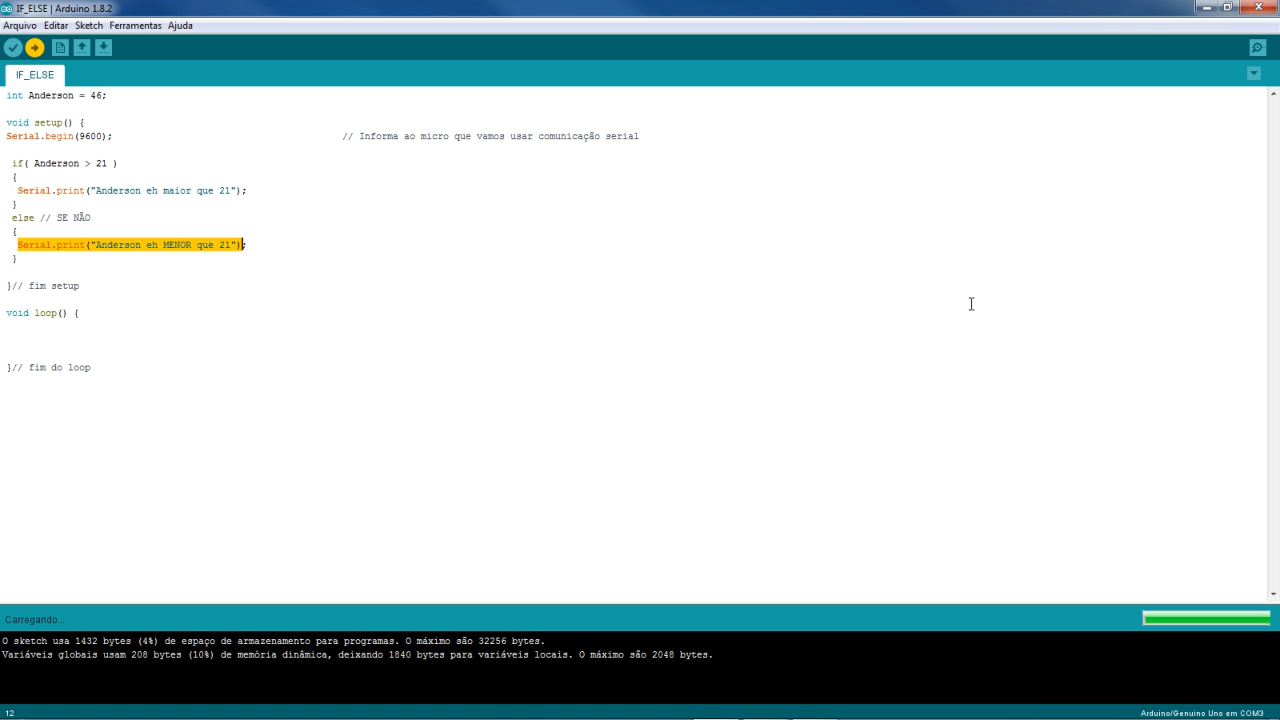 IF_ELSE | Arduino 1.8.2
Arquivo Editar Sketch Ferramentas Ajuda
IF_ELSE
int Anderson = 46;
void setup() {
Serial.begin(9600); // Informa ao micro que vamos usar comunicação serial
if( Anderson > 21 )
{
Serial.print("Anderson eh maior que 21");
}
else // SE NÃO
{
Serial.print("Anderson eh MENOR que 21");
}
}// fim setup
void loop() {
}// fim do loop
Carregando...
O sketch usa 1432 bytes (4%) de espaço de armazenamento para programas. O máximo são 32256 bytes.
Variáveis globais usam 208 bytes (10%) de memória dinâmica, deixando 1840 bytes para variáveis locais. O máximo são 2048 bytes.
12 Arduino/Genuino Uno em COM3